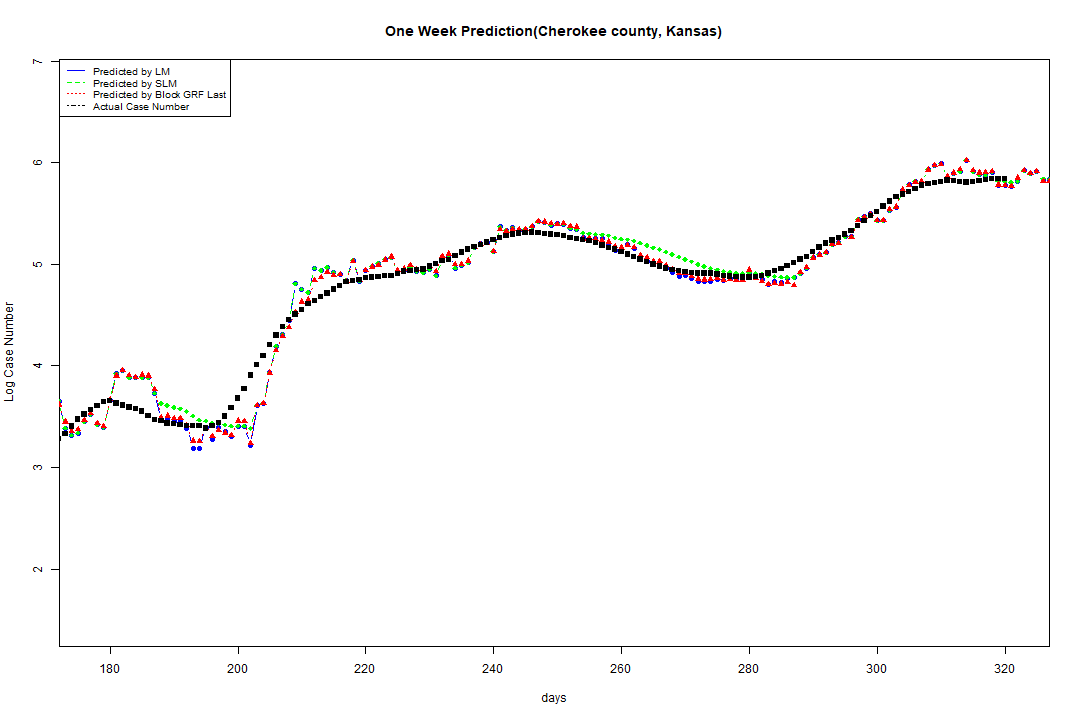 One Week Prediction(Cherokee county, Kansas)
Predicted by LM
Predicted by SLM
Predicted by Block GRF Last
Actual Case Number
7
6
5
4
3
2
Log Case Number
180 200 220 240 260 280 300 320
days